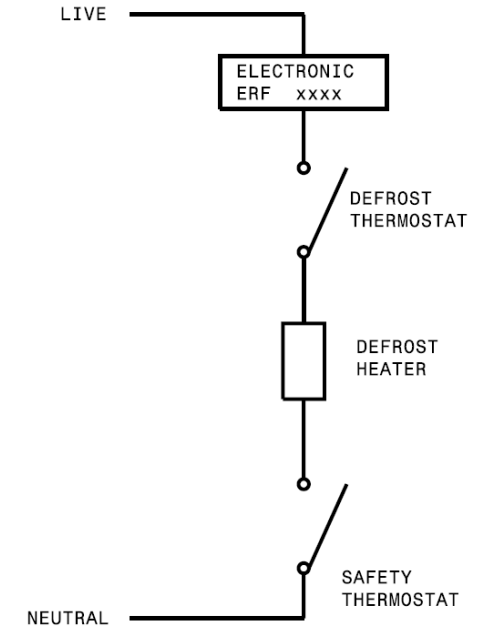 LIVE
ELECTRONIC
ERF xxxx
DEFROST
THERMOSTAT
DEFROST
HEATER
SAFETY
THERMOSTAT
NEUTRAL